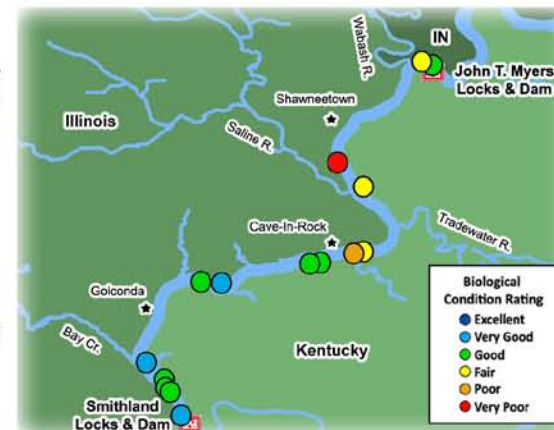 IN
Wabash R.
John T. Myers
Locks & Dam
Shawneetown
Illinois
Saline R.
Cave-In-Rock
Tradewater R.
Golconda
Bay Cr.
Kentucky
Smithland
Locks & Dam
Biological
Condition Rating
Excellent
Very Good
Good
Fair
Poor
Very Poor